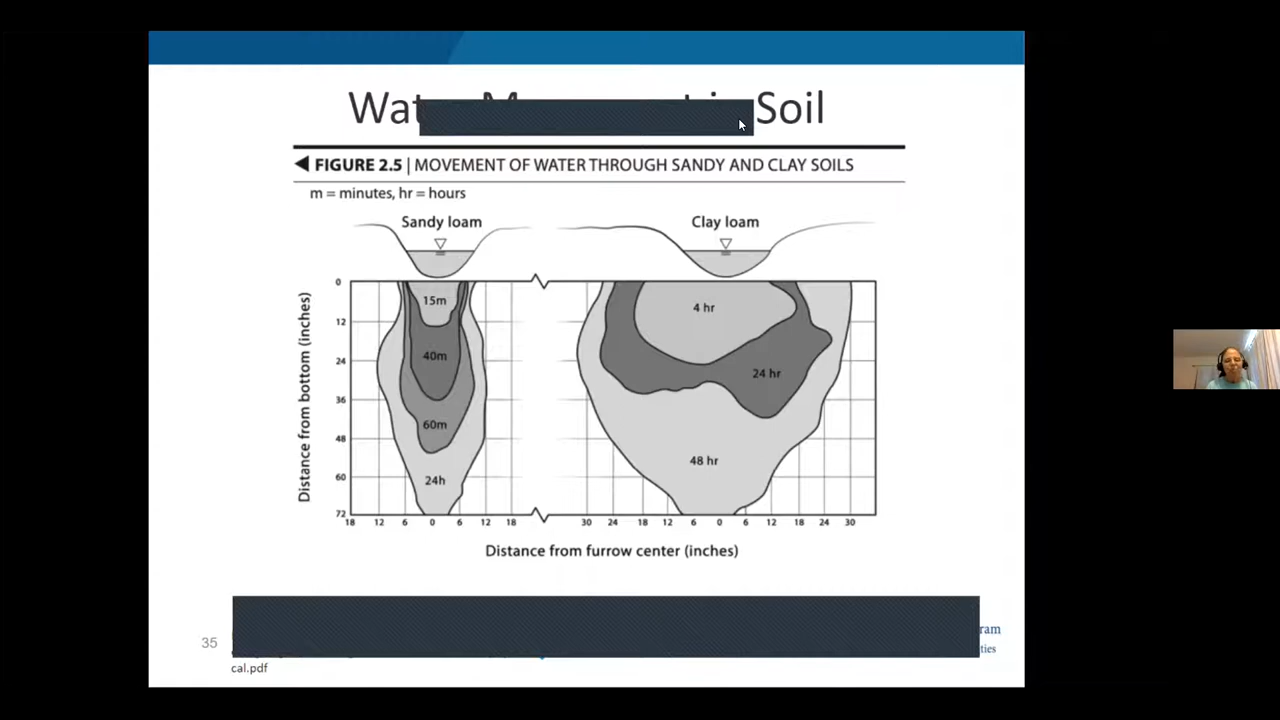 Soil
FIGURE 2.5 | MOVEMENT OF WATER THROUGH SANDY AND CLAY SOILS
m = minutes, hr = hours
Sandy loam
Clay loam
Distance from bottom (inches)
0
12
24
36
48
60
72
15m
40m
60m
24h
4 hr
24 hr
48 hr
18 12 6 0 6 12 18 30 24 18 12 6 0 6 12 18 24 30
Distance from furrow center (inches)
35
cal.pdf